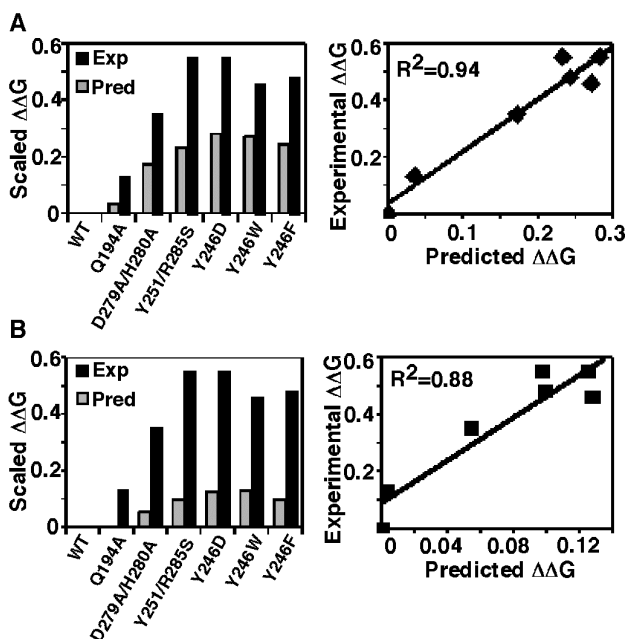 A
Scaled ΔΔG
0.6
0.4
0.2
0
Exp
Pred
WT
Q194A
D279A/H280A
Y251/R285S
Y246D
Y246W
Y246F
Experimental ΔΔG
0.6
0.4
0.2
R2=0.94
0
0.1
0.2
0.3
Predicted ΔΔG
B
Scaled ΔΔG
0.6
0.4
0.2
0
Exp
Pred
WT
Q194A
D279A/H280A
Y251/R285S
Y246D
Y246W
Y246F
Experimental ΔΔG
0.6
0.4
0.2
R2=0.88
0
0.04
0.08
0.12
Predicted ΔΔG